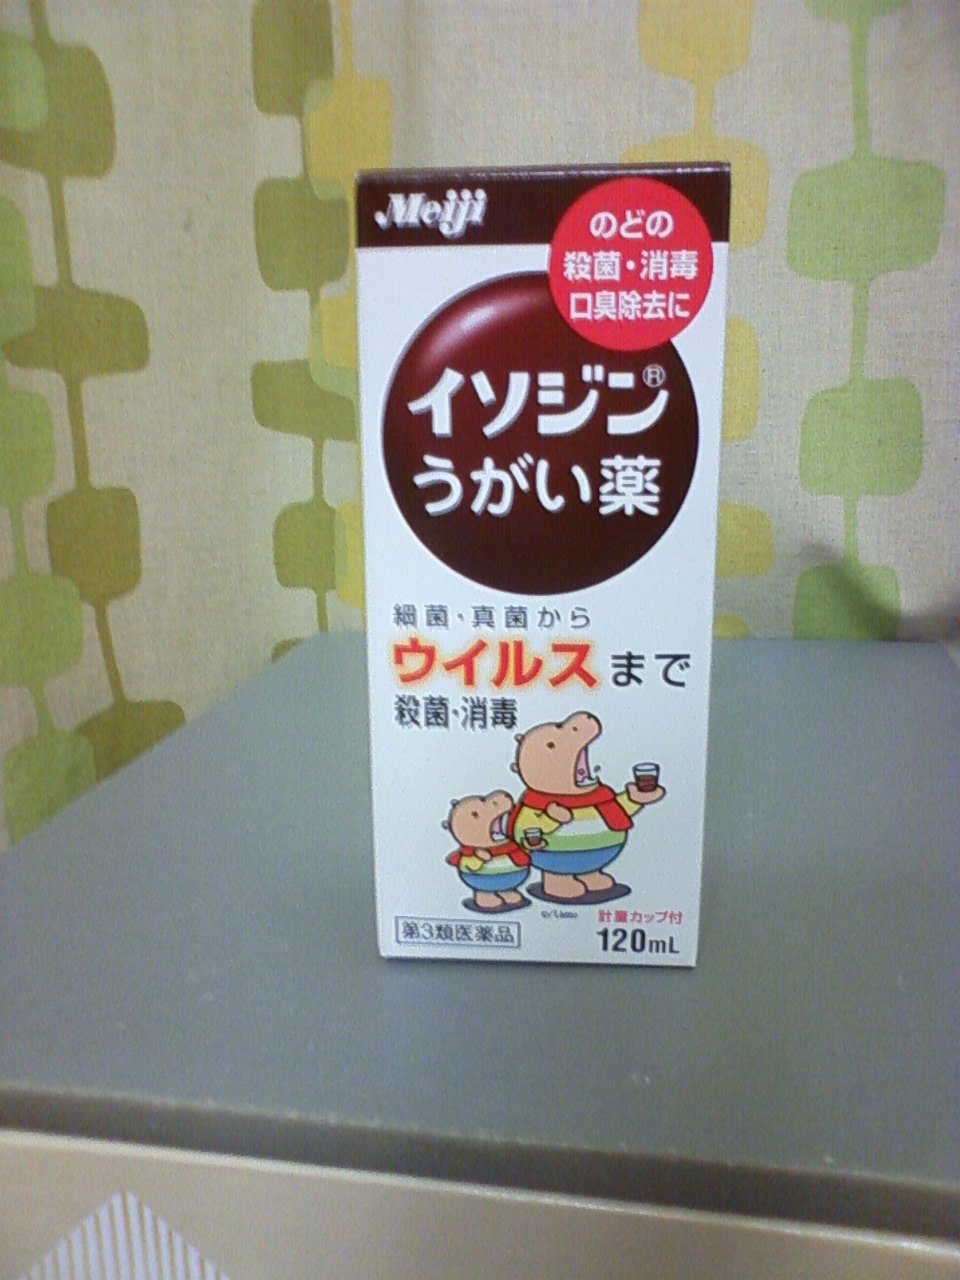 Meiji
のどの
殺菌・消毒
口臭除去に
イソジン®
うがい薬
細菌・真菌から
ウイルスまで
殺菌・消毒
計量カップ付
第3類医薬品
120mL